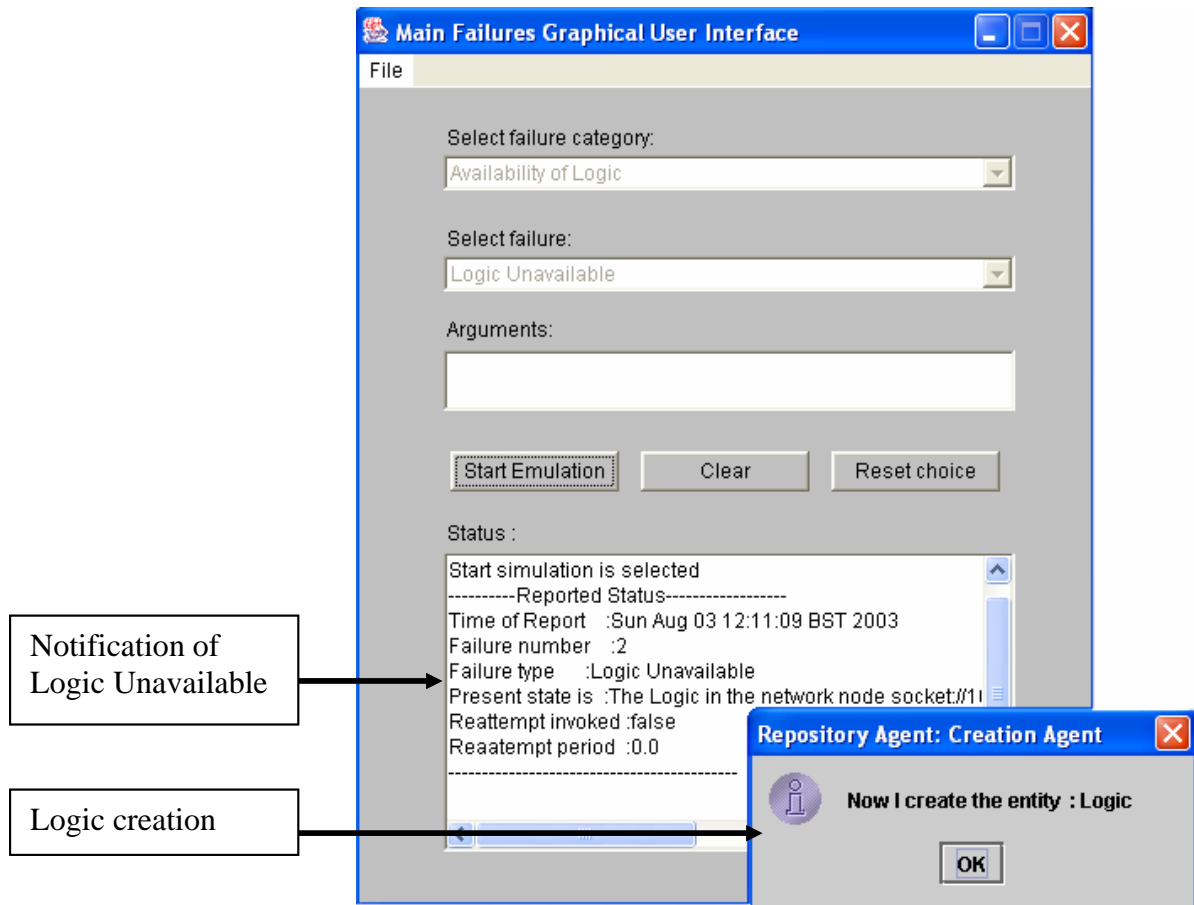 Main Failures Graphical User Interface
File
Select failure category:
Availability of Logic
Select failure:
Logic Unavailable
Arguments:
Start Emulation
Clear
Reset choice
Status :
Start simulation is selected
----------Reported Status------------------
Time of Report :Sun Aug 03 12:11:09 BST 2003
Failure number :2
Failure type :Logic Unavailable
Present state is :The Logic in the network node socket://1
Reattempt invoked :false
Reaatempt period :0.0
--------------------------------------------
Notification of
Logic Unavailable
Logic creation
Repository Agent: Creation Agent
Now I create the entity : Logic
OK